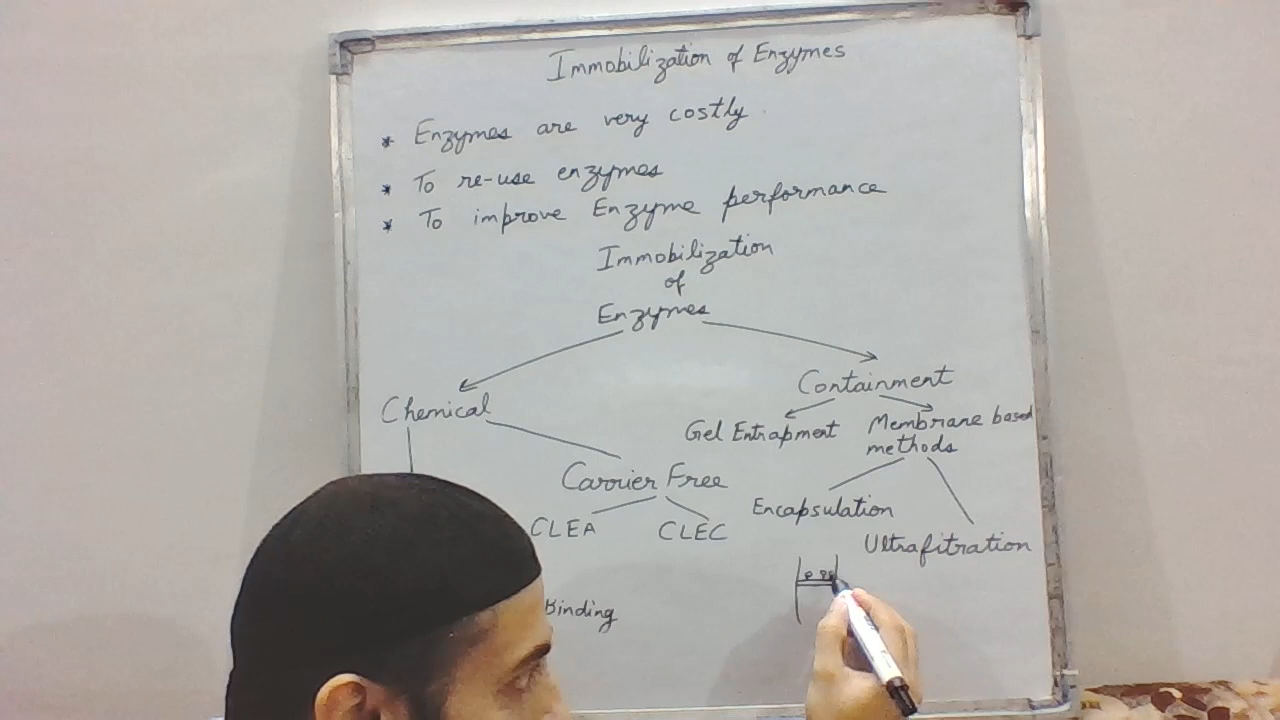 Immobilization of Enzymes
* Enzymes are very costly
* To re-use enzymes
* To improve Enzyme performance
Immobilization
of
Enzymes
Chemical
Containment
Gel Entrapment
Membrane based
methods
Carrier Free
Encapsulation
CLEA
CLEC
Ultrafitration
Binding